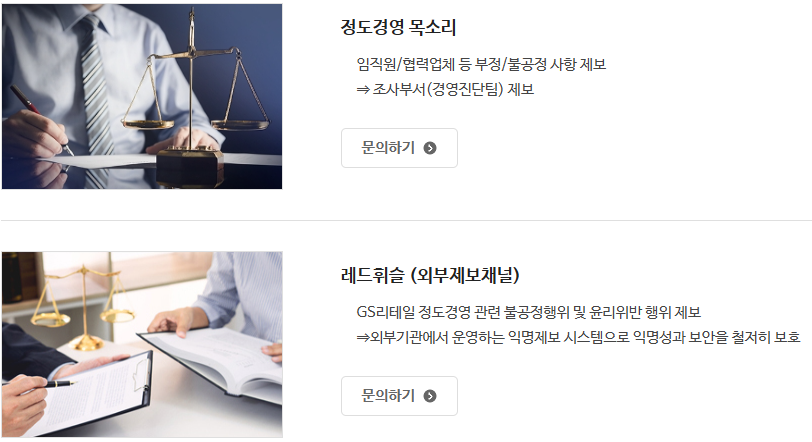 정도경영 목소리
임직원/협력업체 등 부정/불공정 사항 제보
⇒ 조사부서(경영진단팀) 제보
문의하기
레드휘슬 (외부제보채널)
GS리테일 정도경영 관련 불공정행위 및 윤리위반 행위 제보
⇒외부기관에서 운영하는 익명제보 시스템으로 익명성과 보안을 철저히 보호
문의하기